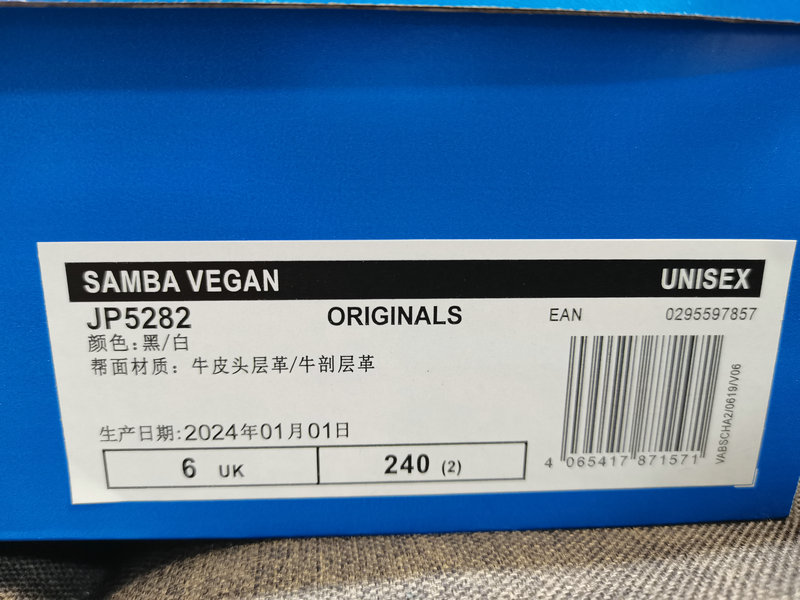 SAMBA VEGAN UNISEX
JP5282 ORIGINALS EAN 0295597857
颜色:黑/白
帮面材质：牛皮头层革/牛剖层革
生产日期:2024年01月01日
6 UK 240 (2)
4 065417 871571
VABSCHA2/0619/V06